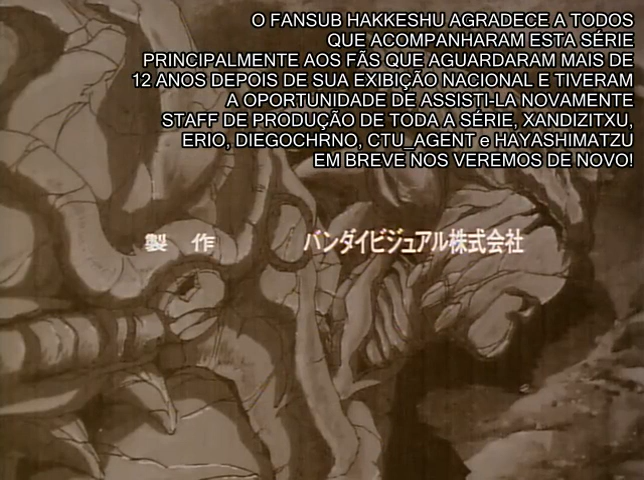 O FANSUB HAKKESHU AGRADECE A TODOS
QUE ACOMPANHARAM ESTA SÉRIE
PRINCIPALMENTE AOS FÃS QUE AGUARDARAM MAIS DE
12 ANOS DEPOIS DE SUA EXIBIÇÃO NACIONAL E TIVERAM
A OPORTUNIDADE DE ASSISTI-LA NOVAMENTE
STAFF DE PRODUÇÃO DE TODA A SÉRIE, XANDIZITXU,
ERIO, DIEGOCHRNO, CTU_AGENT e HAYASHIMATZU
EM BREVE NOS VEREMOS DE NOVO!
製 作 バンダイビジュアル株式会社